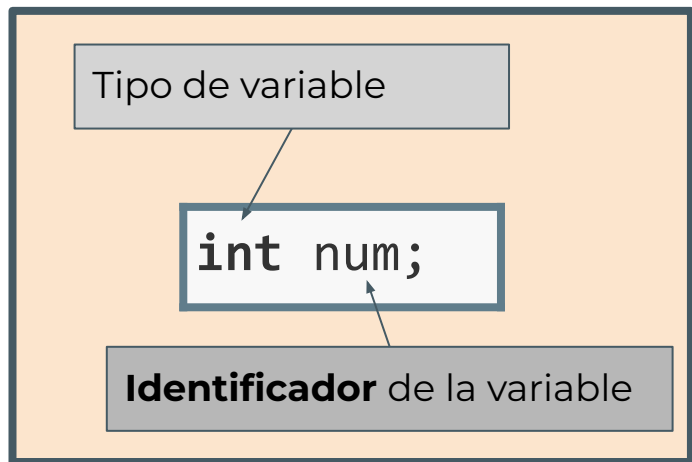 Tipo de variable
int num;
Identificador de la variable